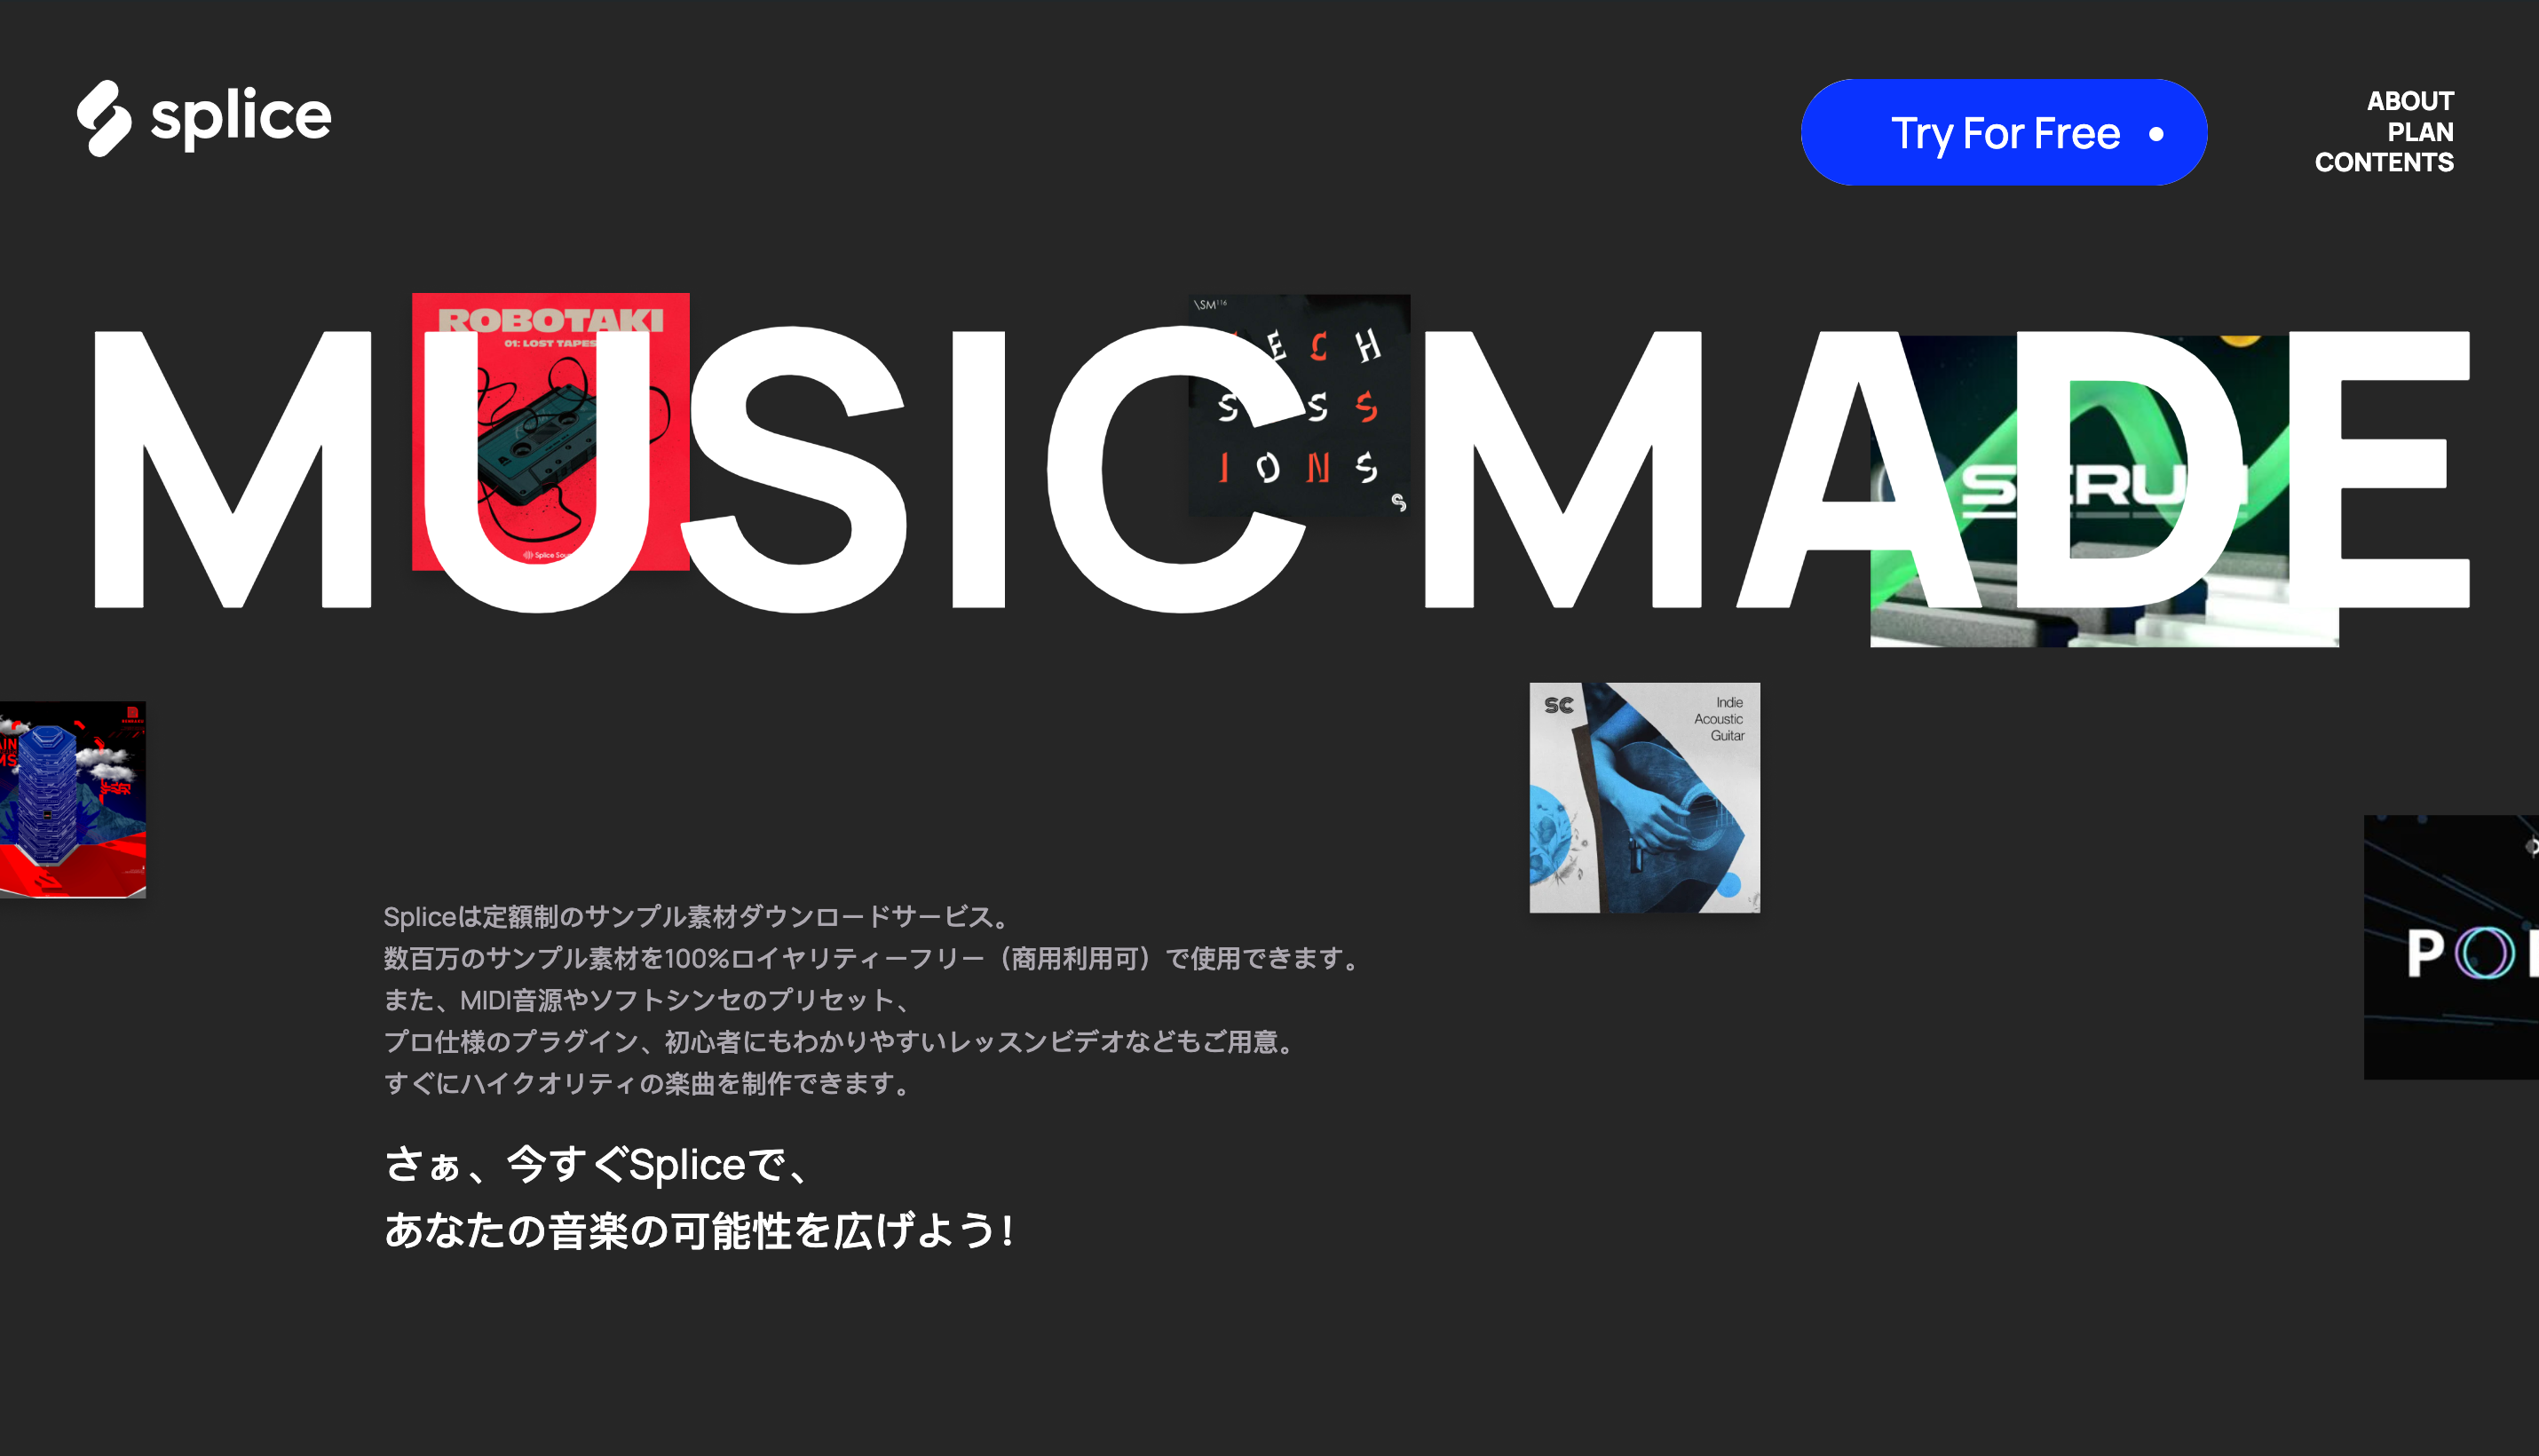 splice
Try For Free
ABOUT
PLAN
CONTENTS
ROBOTAKI
01: LOST TAPES
\SM116
ECH
S SS
IONS
S
MUSIC MADE
SC
Indie
Acoustic
Guitar
Spliceは定額制のサンプル素材ダウンロードサービス。
数百万のサンプル素材を100%ロイヤリティーフリー（商用利用可）で使用できます。
また、MIDI音源やソフトシンセのプリセット、
プロ仕様のプラグイン、初心者にもわかりやすいレッスンビデオなどもご用意。
すぐにハイクオリティの楽曲を制作できます。
さぁ、今すぐSpliceで、
あなたの音楽の可能性を広げよう！